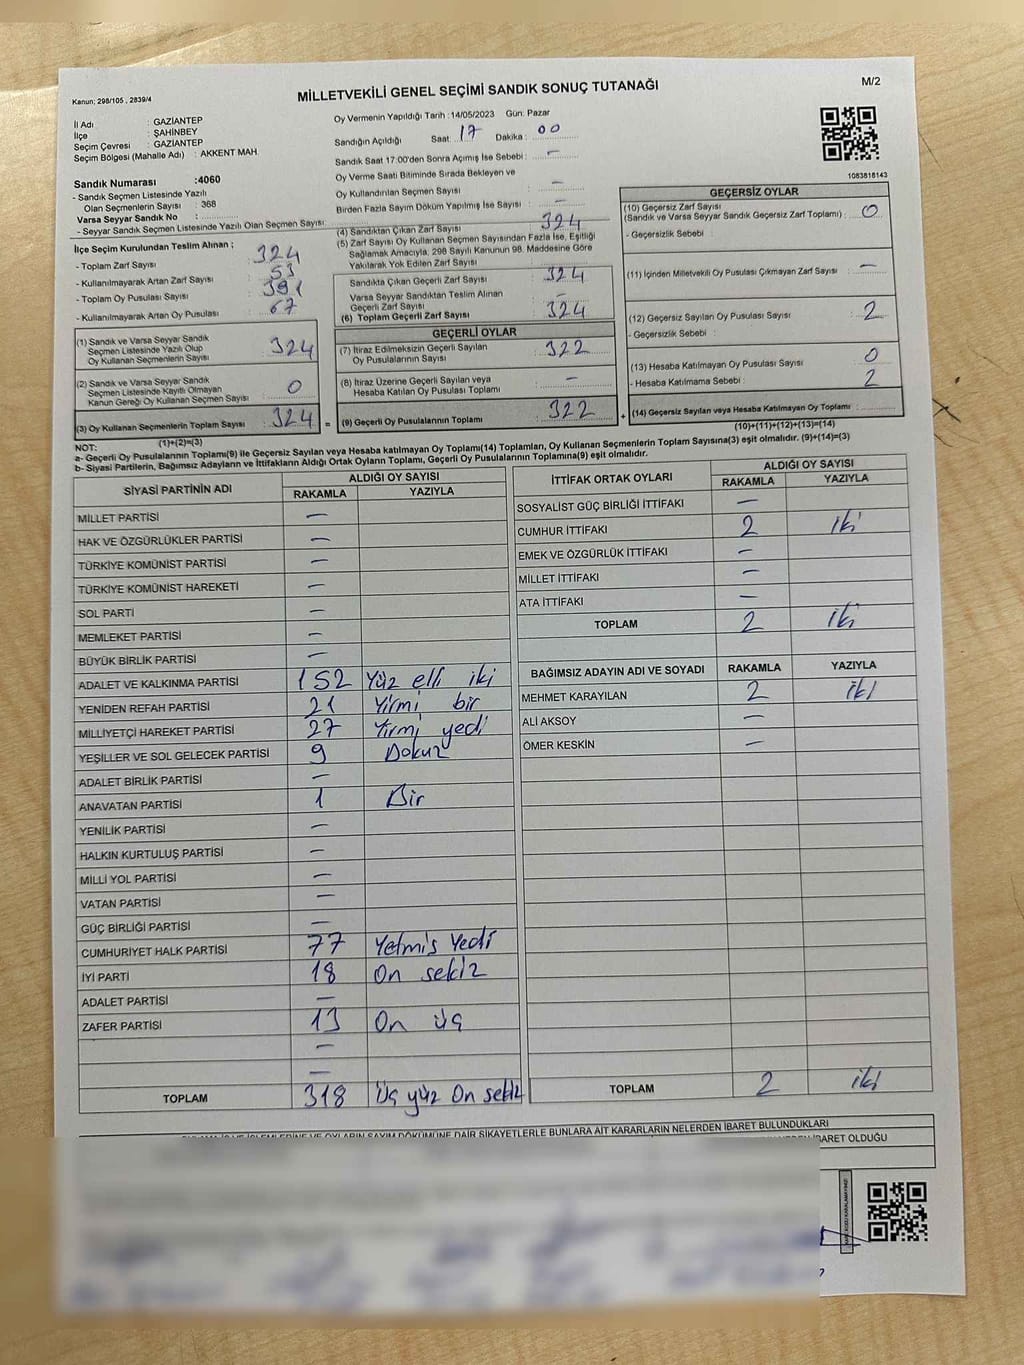 Kanun; 298/105 , 2839/4
MİLLETVEKİLİ GENEL SEÇİMİ SANDIK SONUÇ TUTANAĞI
M/2
İl Adı : GAZİANTEP
İlçe : ŞAHİNBEY
Seçim Çevresi : GAZİANTEP
Seçim Bölgesi (Mahalle Adı) : AKKENT MAH.
Sandık Numarası :4060
- Sandık Seçmen Listesinde Yazılı
Olan Seçmenlerin Sayısı : 368
Varsa Seyyar Sandık No :
- Seyyar Sandık Seçmen Listesinde Yazılı Olan Seçmen Sayısı:
Oy Vermenin Yapıldığı Tarih : 14/05/2023 Gün: Pazar
Sandığın Açıldığı Saat: 17 Dakika : 00
Sandık Saat 17:00'den Sonra Açımış İse Sebebi : –
Oy Verme Saati Bitiminde Sırada Bekleyen ve
Oy Kullandırılan Seçmen Sayısı : –
Birden Fazla Sayım Döküm Yapılmış İse Sayısı : –
1083818143
İlçe Seçim Kurulundan Teslim Alınan ;
- Toplam Zarf Sayısı : 324
- Kullanılmayarak Artan Zarf Sayısı : 53
- Toplam Oy Pusulası Sayısı : 391
- Kullanılmayarak Artan Oy Pusulası : 67
(1) Sandık ve Varsa Seyyar Sandık
Seçmen Listesinde Yazılı Olup
Oy Kullanan Seçmenlerin Sayısı : 324
(2) Sandık ve Varsa Seyyar Sandık
Seçmen Listesinde Kayıtlı Olmayan
Kanun Gereği Oy Kullanan Seçmen Sayısı : 0
(3) Oy Kullanan Seçmenlerin Toplam Sayısı : 324
(1)+(2)=(3)
(4) Sandıktan Çıkan Zarf Sayısı : 324
(5) Zarf Sayısı Oy Kullanan Seçmen Sayısından Fazla İse, Eşitliği
Sağlamak Amacıyla; 298 Sayılı Kanunun 98. Maddesine Göre
Yakılarak Yok Edilen Zarf Sayısı :
Sandıkta Çıkan Geçerli Zarf Sayısı : 324
Varsa Seyyar Sandıktan Teslim Alınan
Geçerli Zarf Sayısı : –
(6) Toplam Geçerli Zarf Sayısı : 324
GEÇERLİ OYLAR
(7) İtiraz Edilmeksizin Geçerli Sayılan
Oy Pusulalarının Sayısı : 322
(8) İtiraz Üzerine Geçerli Sayılan veya
Hesaba Katılan Oy Pusulası Toplamı : –
= (9) Geçerli Oy Pusulalarının Toplamı : 322 +
GEÇERSİZ OYLAR
(10) Geçersiz Zarf Sayısı
(Sandık ve Varsa Seyyar Sandık Geçersiz Zarf Toplamı) : 0
- Geçersizlik Sebebi :
(11) İçinden Milletvekili Oy Pusulası Çıkmayan Zarf Sayısı : –
(12) Geçersiz Sayılan Oy Pusulası Sayısı : 2
- Geçersizlik Sebebi :
(13) Hesaba Katılmayan Oy Pusulası Sayısı : 0
- Hesaba Katılmama Sebebi : 2
(14) Geçersiz Sayılan veya Hesaba Katılmayan Oy Toplamı :
(10)+(11)+(12)+(13)=(14)
NOT:
a- Geçerli Oy Pusulalarının Toplamı(9) ile Geçersiz Sayılan veya Hesaba katılmayan Oy Toplamı(14) Toplamları, Oy Kullanan Seçmenlerin Toplam Sayısına(3) eşit olmalıdır. (9)+(14)=(3)
b- Siyasi Partilerin, Bağımsız Adayların ve İttifakların Aldığı Ortak Oyların Toplamı, Geçerli Oy Pusulalarının Toplamına(9) eşit olmalıdır.
SİYASİ PARTİNİN ADI ALDIĞI OY SAYISI
RAKAMLA YAZIYLA
MİLLET PARTİSİ –
HAK VE ÖZGÜRLÜKLER PARTİSİ –
TÜRKİYE KOMÜNİST PARTİSİ –
TÜRKİYE KOMÜNİST HAREKETİ –
SOL PARTİ –
MEMLEKET PARTİSİ –
BÜYÜK BİRLİK PARTİSİ –
ADALET VE KALKINMA PARTİSİ 152 Yüz elli iki
YENİDEN REFAH PARTİSİ 21 Yirmi bir
MİLLİYETÇİ HAREKET PARTİSİ 27 Yirmi yedi
YEŞİLLER VE SOL GELECEK PARTİSİ 9 Dokuz
ADALET BİRLİK PARTİSİ –
ANAVATAN PARTİSİ 1 Bir
YENİLİK PARTİSİ –
HALKIN KURTULUŞ PARTİSİ –
MİLLİ YOL PARTİSİ –
VATAN PARTİSİ –
GÜÇ BİRLİĞİ PARTİSİ –
CUMHURİYET HALK PARTİSİ 77 Yetmiş Yedi
İYİ PARTİ 18 On sekiz
ADALET PARTİSİ –
ZAFER PARTİSİ 13 On üç
–
–
TOPLAM 318 Üç yüz On sekiz
İTTİFAK ORTAK OYLARI ALDIĞI OY SAYISI
RAKAMLA YAZIYLA
SOSYALİST GÜÇ BİRLİĞİ İTTİFAKI –
CUMHUR İTTİFAKI 2 iki
EMEK VE ÖZGÜRLÜK İTTİFAKI –
MİLLET İTTİFAKI –
ATA İTTİFAKI –
TOPLAM 2 iki
BAĞIMSIZ ADAYIN ADI VE SOYADI RAKAMLA YAZIYLA
MEHMET KARAYILAN 2 iki
ALİ AKSOY –
ÖMER KESKİN –
TOPLAM 2 iki
SAYIM DÖKÜMÜNE DAİR ŞİKAYETLERLE BUNLARA AİT KARARLARIN NELERDEN İBARET BULUNDUKLARI
İBARET OLDUĞU